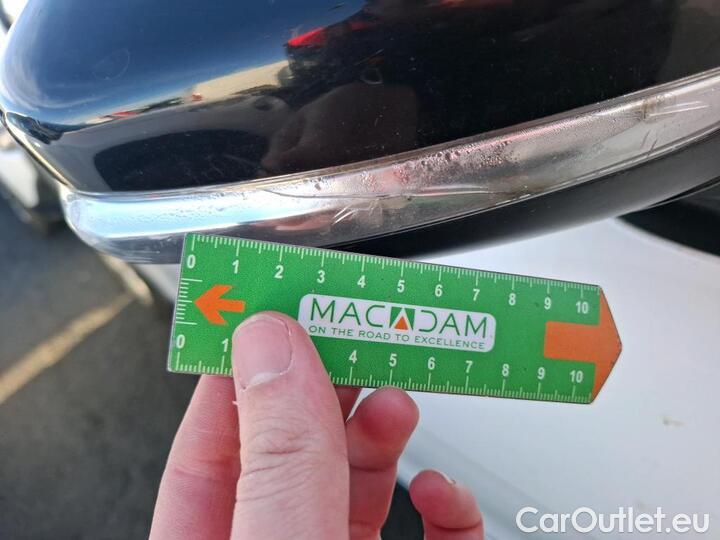 0 1 2 3 4 5 6 7 8 9 10
MACADAM
ON THE ROAD TO EXCELLENCE
0 1 4 5 6 7 8 9 10
CarOutlet.eu